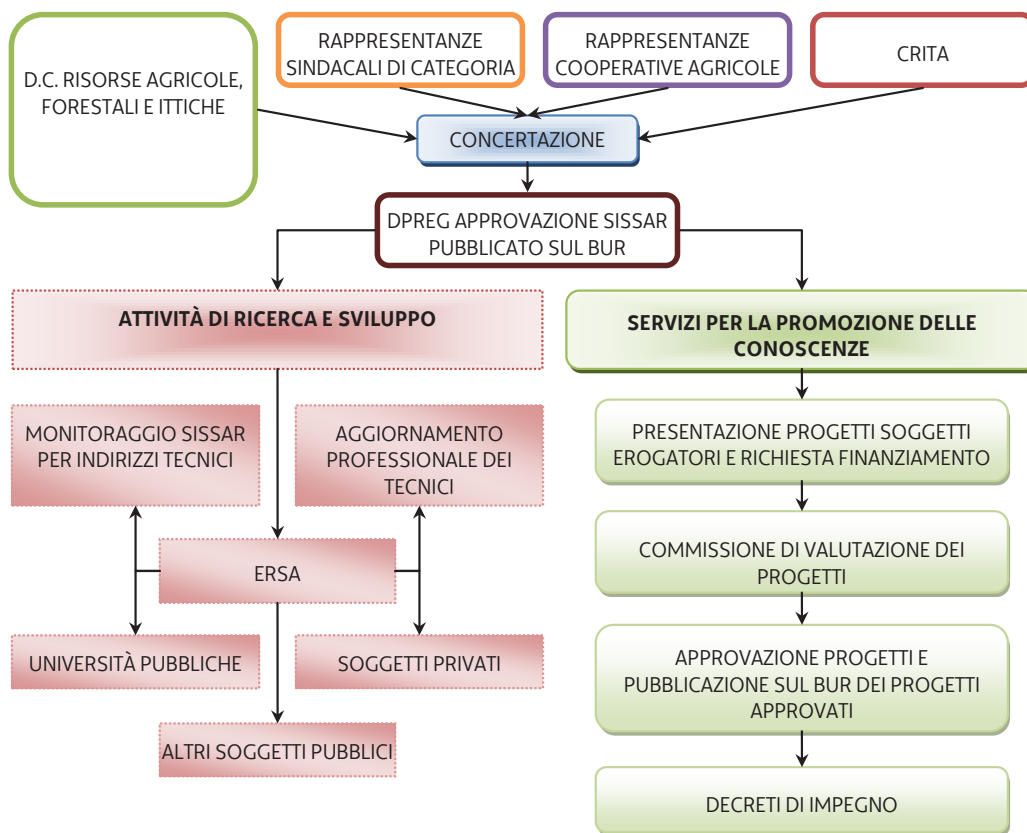 D.C. RISORSE AGRICOLE,
FORESTALI E ITTICHE
RAPPRESENTANZE
SINDACALI DI CATEGORIA
RAPPRESENTANZE
COOPERATIVE AGRICOLE
CRITA
CONCERTAZIONE
DPREG APPROVAZIONE SISSAR
PUBBLICATO SUL BUR
ATTIVITÀ DI RICERCA E SVILUPPO
MONITORAGGIO SISSAR
PER INDIRIZZI TECNICI
AGGIORNAMENTO
PROFESSIONALE DEI
TECNICI
ERSA
UNIVERSITÀ PUBBLICHE
SOGGETTI PRIVATI
ALTRI SOGGETTI PUBBLICI
SERVIZI PER LA PROMOZIONE DELLE
CONOSCENZE
PRESENTAZIONE PROGETTI SOGGETTI
EROGATORI E RICHIESTA FINANZIAMENTO
COMMISSIONE DI VALUTAZIONE DEI
PROGETTI
APPROVAZIONE PROGETTI E
PUBBLICAZIONE SUL BUR DEI PROGETTI
APPROVATI
DECRETI DI IMPEGNO